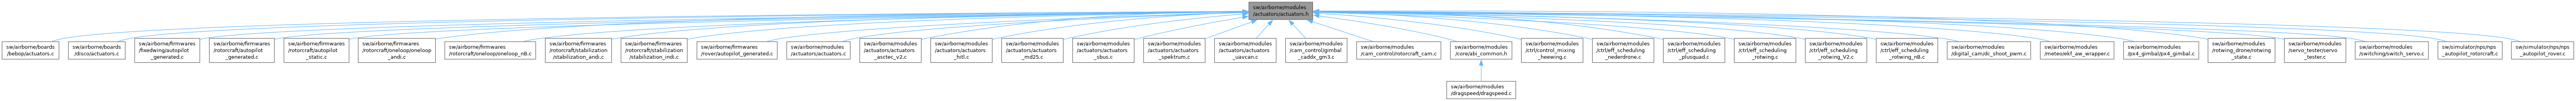 sw/airborne/modules
/actuators/actuators.h
sw/airborne/boards
/bebop/actuators.c
sw/airborne/boards
/disco/actuators.c
sw/airborne/firmwares
/fixedwing/autopilot
_generated.c
sw/airborne/firmwares
/rotorcraft/autopilot
_generated.c
sw/airborne/firmwares
/rotorcraft/autopilot
_static.c
sw/airborne/firmwares
/rotorcraft/oneloop/oneloop
_andi.c
sw/airborne/firmwares
/rotorcraft/oneloop/oneloop_nB.c
sw/airborne/firmwares
/rotorcraft/stabilization
/stabilization_andi.c
sw/airborne/firmwares
/rotorcraft/stabilization
/stabilization_indi.c
sw/airborne/firmwares
/rover/autopilot_generated.c
sw/airborne/modules
/actuators/actuators.c
sw/airborne/modules
/actuators/actuators
_asctec_v2.c
sw/airborne/modules
/actuators/actuators
_hitl.c
sw/airborne/modules
/actuators/actuators
_md25.c
sw/airborne/modules
/actuators/actuators
_sbus.c
sw/airborne/modules
/actuators/actuators
_spektrum.c
sw/airborne/modules
/actuators/actuators
_uavcan.c
sw/airborne/modules
/cam_control/gimbal
_caddx_gm3.c
sw/airborne/modules
/cam_control/rotorcraft_cam.c
sw/airborne/modules
/core/abi_common.h
sw/airborne/modules
/ctrl/control_mixing
_heewing.c
sw/airborne/modules
/ctrl/eff_scheduling
_nederdrone.c
sw/airborne/modules
/ctrl/eff_scheduling
_plusquad.c
sw/airborne/modules
/ctrl/eff_scheduling
_rotwing.c
sw/airborne/modules
/ctrl/eff_scheduling
_rotwing_V2.c
sw/airborne/modules
/ctrl/eff_scheduling
_rotwing_nB.c
sw/airborne/modules
/digital_cam/dc_shoot_pwm.c
sw/airborne/modules
/meteo/ekf_aw_wrapper.c
sw/airborne/modules
/px4_gimbal/px4_gimbal.c
sw/airborne/modules
/rotwing_drone/rotwing
_state.c
sw/airborne/modules
/servo_tester/servo
_tester.c
sw/airborne/modules
/switching/switch_servo.c
sw/simulator/nps/nps
_autopilot_rotorcraft.c
sw/simulator/nps/nps
_autopilot_rover.c
sw/airborne/modules
/dragspeed/dragspeed.c